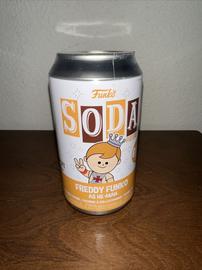 Funko
SODA
FREDDY FUNKO
AS HE-MAN